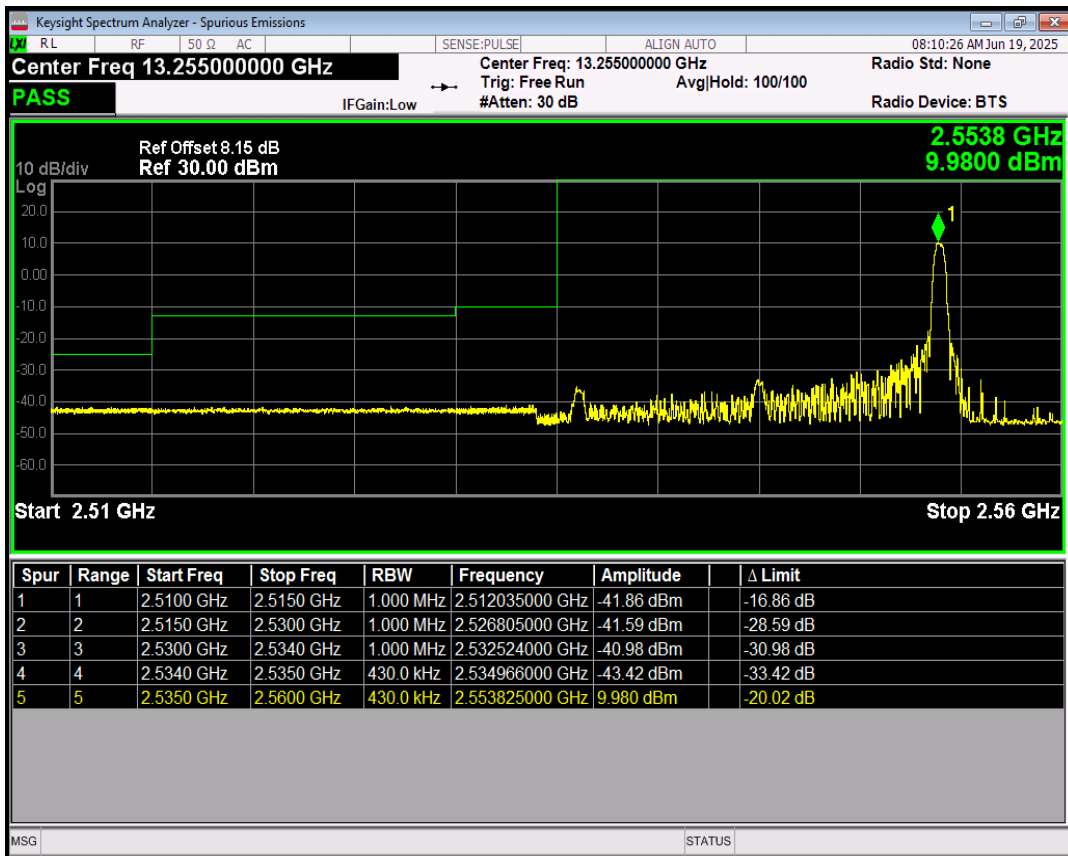 Keysight Spectrum Analyzer - Spurious Emissions
LXI RL RF 50 Ω AC SENSE:PULSE ALIGN AUTO 08:10:26 AM Jun 19, 2025
Center Freq 13.255000000 GHz Center Freq: 13.255000000 GHz Radio Std: None
Trig: Free Run Avg|Hold: 100/100
PASS IFGain:Low #Atten: 30 dB Radio Device: BTS
2.5538 GHz
Ref Offset 8.15 dB
10 dB/div Ref 30.00 dBm 9.9800 dBm
Log
20.0 1
10.0
0.00
-10.0
-20.0
-30.0
-40.0
-50.0
-60.0
Start 2.51 GHz Stop 2.56 GHz
Spur Range Start Freq Stop Freq RBW Frequency Amplitude Δ Limit
1 1 2.5100 GHz 2.5150 GHz 1.000 MHz 2.512035000 GHz -41.86 dBm -16.86 dB
2 2 2.5150 GHz 2.5300 GHz 1.000 MHz 2.526805000 GHz -41.59 dBm -28.59 dB
3 3 2.5300 GHz 2.5340 GHz 1.000 MHz 2.532524000 GHz -40.98 dBm -30.98 dB
4 4 2.5340 GHz 2.5350 GHz 430.0 kHz 2.534966000 GHz -43.42 dBm -33.42 dB
5 5 2.5350 GHz 2.5600 GHz 430.0 kHz 2.553825000 GHz 9.980 dBm -20.02 dB
MSG STATUS